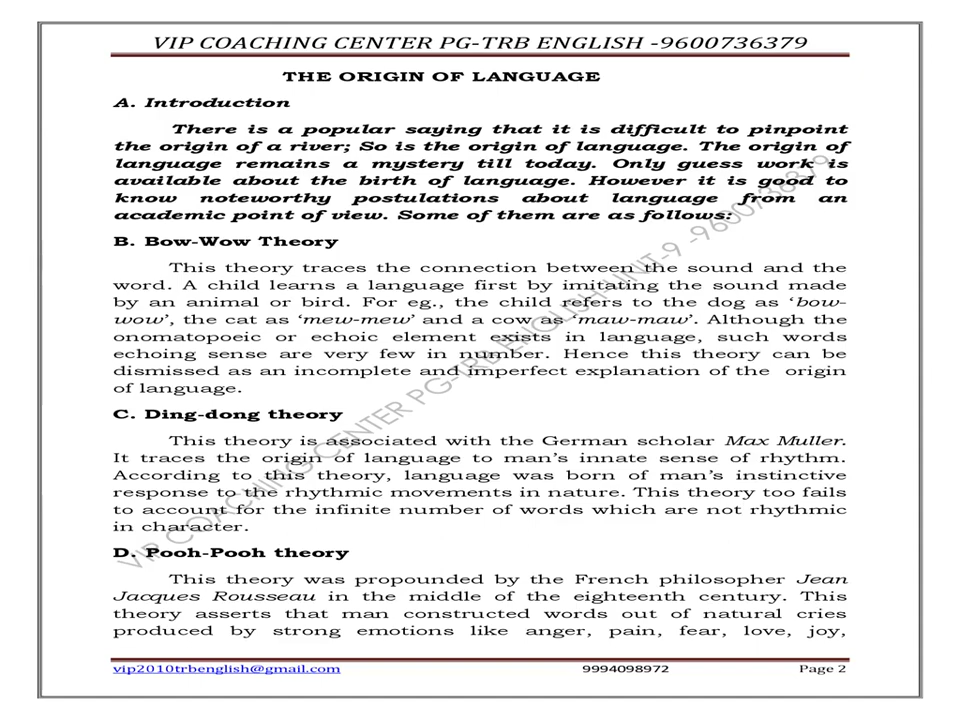 VIP COACHING CENTER PG-TRB ENGLISH -9600736379
THE ORIGIN OF LANGUAGE
A. Introduction
There is a popular saying that it is difficult to pinpoint
the origin of a river; So is the origin of language. The origin of
language remains a mystery till today. Only guess work is
available about the birth of language. However it is good to
know noteworthy postulations about language from an
academic point of view. Some of them are as follows:
B. Bow-Wow Theory
This theory traces the connection between the sound and the
word. A child learns a language first by imitating the sound made
by an animal or bird. For eg., the child refers to the dog as ‘bow-
wow’, the cat as ‘mew-mew’ and a cow as ‘maw-maw’. Although the
onomatopoeic or echoic element exists in language, such words
echoing sense are very few in number. Hence this theory can be
dismissed as an incomplete and imperfect explanation of the origin
of language.
C. Ding-dong theory
This theory is associated with the German scholar Max Muller.
It traces the origin of language to man’s innate sense of rhythm.
According to this theory, language was born of man’s instinctive
response to the rhythmic movements in nature. This theory too fails
to account for the infinite number of words which are not rhythmic
in character.
D. Pooh-Pooh theory
This theory was propounded by the French philosopher Jean
Jacques Rousseau in the middle of the eighteenth century. This
theory asserts that man constructed words out of natural cries
produced by strong emotions like anger, pain, fear, love, joy,
vip2010trbenglish@gmail.com 9994098972 Page 2
VIP COACHING CENTER PG-TRB ENGLISH-UNIT-9 -9600736379